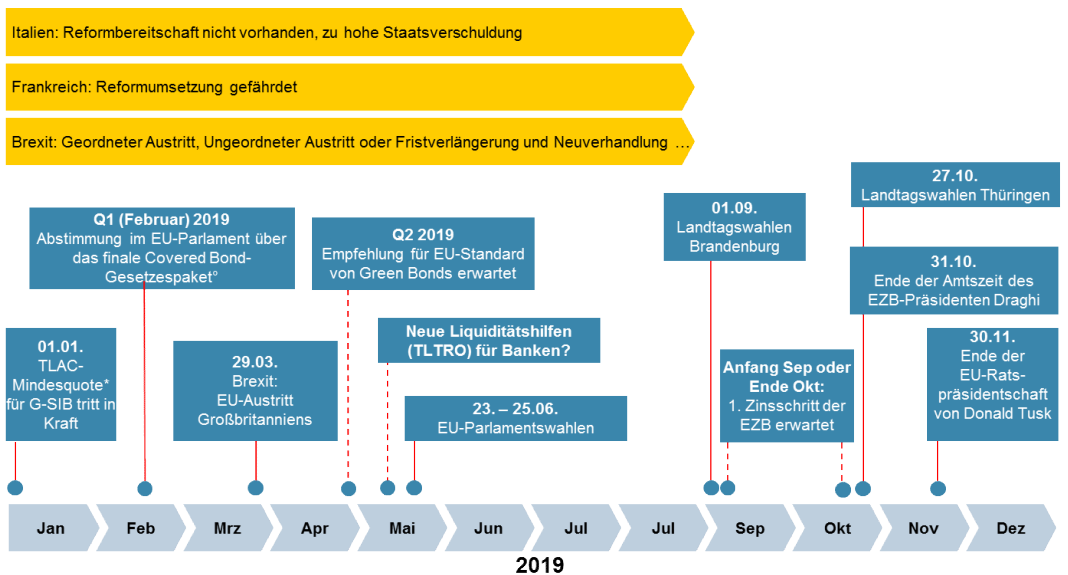 Italien: Reformbereitschaft nicht vorhanden, zu hohe Staatsverschuldung
Frankreich: Reformumsetzung gefährdet
Brexit: Geordneter Austritt, Ungeordneter Austritt oder Fristverlängerung und Neuverhandlung …
01.01.
TLAC-
Mindesquote*
für G-SIB tritt in
Kraft
Q1 (Februar) 2019
Abstimmung im EU-Parlament über
das finale Covered Bond-
Gesetzespaket°
29.03.
Brexit:
EU-Austritt
Großbritanniens
Q2 2019
Empfehlung für EU-Standard
von Green Bonds erwartet
Neue Liquiditätshilfen
(TLTRO) für Banken?
23. – 25.06.
EU-Parlamentswahlen
01.09.
Landtagswahlen
Brandenburg
Anfang Sep oder
Ende Okt:
1. Zinsschritt der
EZB erwartet
27.10.
Landtagswahlen Thüringen
31.10.
Ende der Amtszeit des
EZB-Präsidenten Draghi
30.11.
Ende der
EU-Rats-
präsidentschaft
von Donald Tusk
Jan
Feb
Mrz
Apr
Mai
Jun
Jul
Jul
Sep
Okt
Nov
Dez
2019